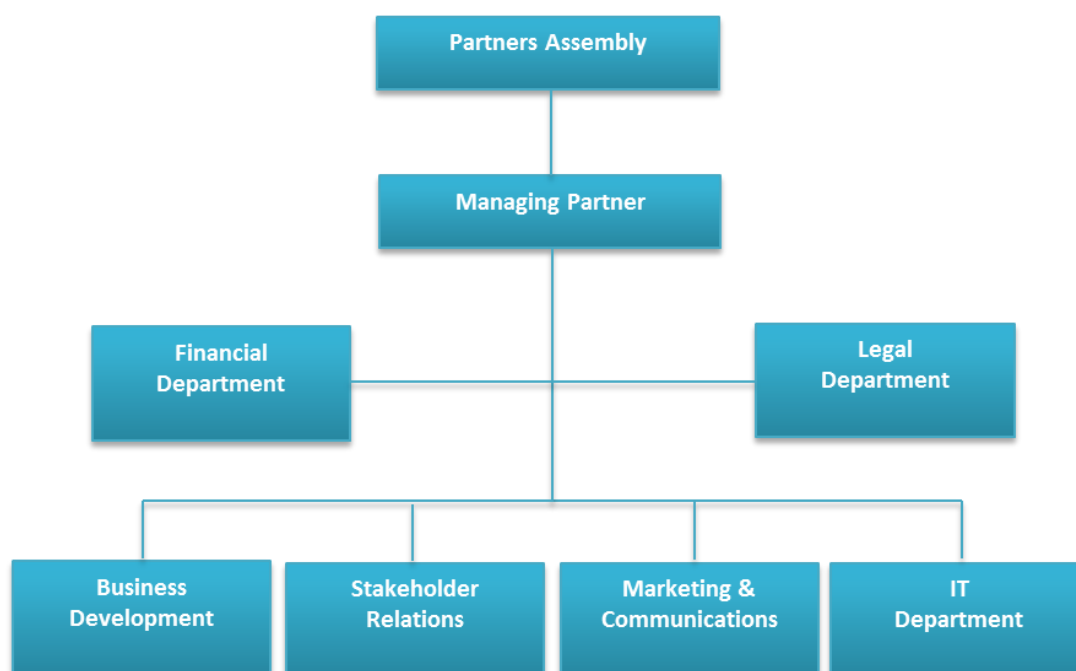 Partners Assembly
Managing Partner
Financial
Department
Legal
Department
Business
Development
Stakeholder
Relations
Marketing &
Communications
IT
Department